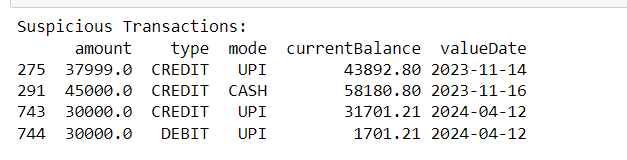 Suspicious Transactions:
amount type mode currentBalance valueDate
275 37999.0 CREDIT UPI 43892.80 2023-11-14
291 45000.0 CREDIT CASH 58180.80 2023-11-16
743 30000.0 CREDIT UPI 31701.21 2024-04-12
744 30000.0 DEBIT UPI 1701.21 2024-04-12